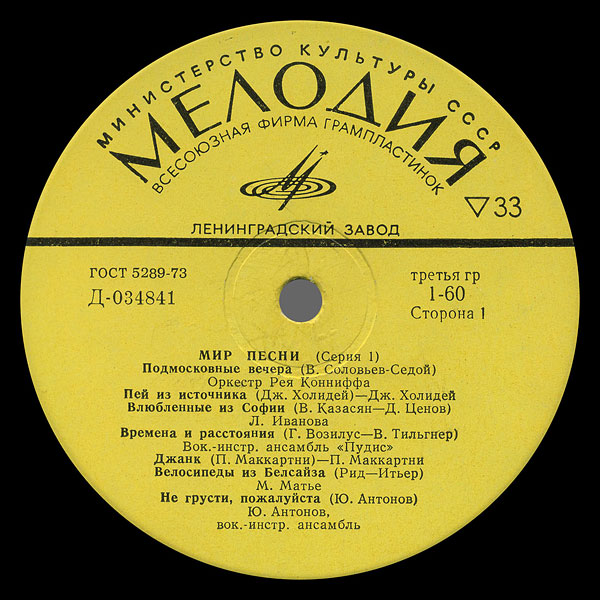 МИНИСТЕРСТВО КУЛЬТУРЫ СССР
МЕЛОДИЯ
ВСЕСОЮЗНАЯ ФИРМА ГРАМПЛАСТИНОК
▽33
ЛЕНИНГРАДСКИЙ ЗАВОД
ГОСТ 5289-73
Д-034841
третья гр
1-60
Сторона 1
МИР ПЕСНИ (Серия 1)
Подмосковные вечера (В. Соловьев-Седой)
Оркестр Рея Конниффа
Пей из источника (Дж. Холидей)—Дж. Холидей
Влюбленные из Софии (В. Казасян—Д. Ценов)
Л. Иванова
Времена и расстояния (Г. Возилус—В. Тильгнер)
Вок.-инстр. ансамбль «Пудис»
Джанк (П. Маккартни)—П. Маккартни
Велосипеды из Белсайза (Рид—Итьер)
М. Матье
Не грусти, пожалуйста (Ю. Антонов)
Ю. Антонов,
вок.-инстр. ансамбль